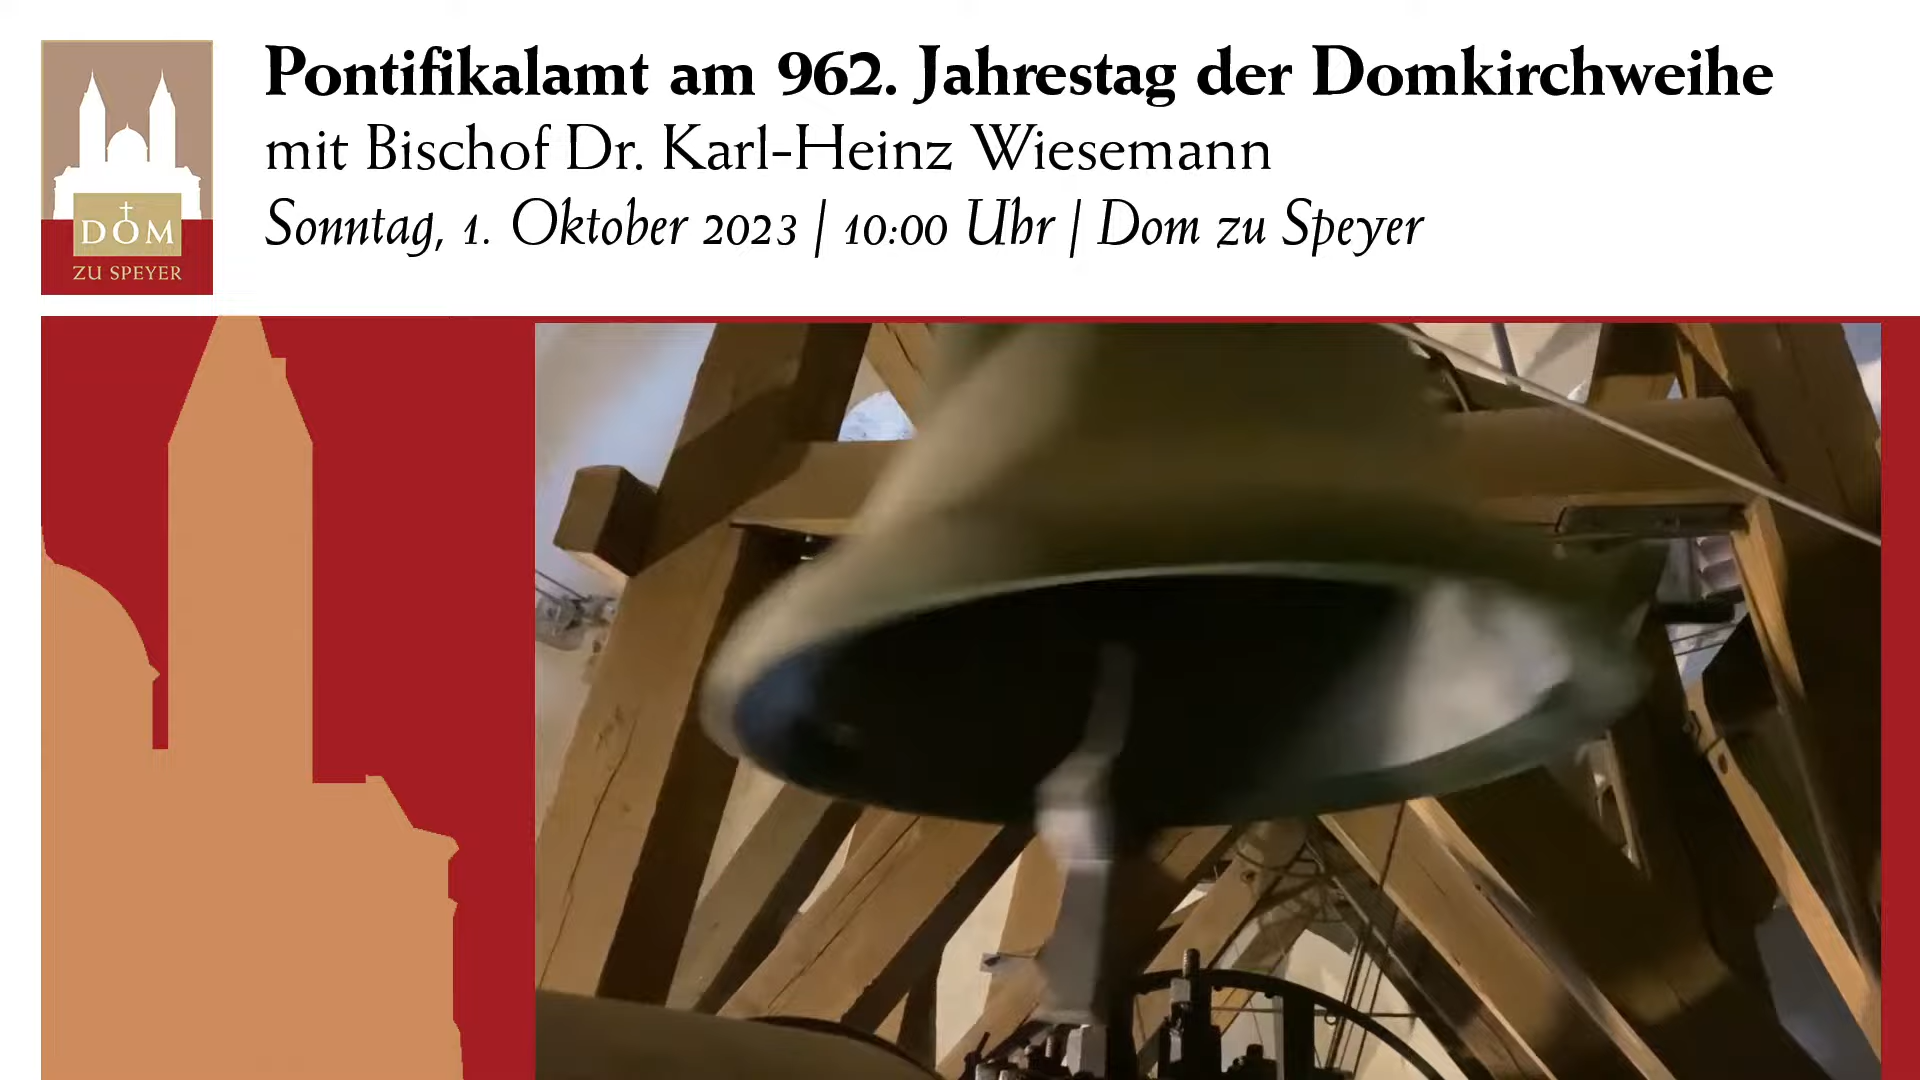 Pontifikalamt am 962. Jahrestag der Domkirchweihe
mit Bischof Dr. Karl-Heinz Wiesemann
Sonntag, 1. Oktober 2023 | 10:00 Uhr | Dom zu Speyer
DOM
ZU SPEYER